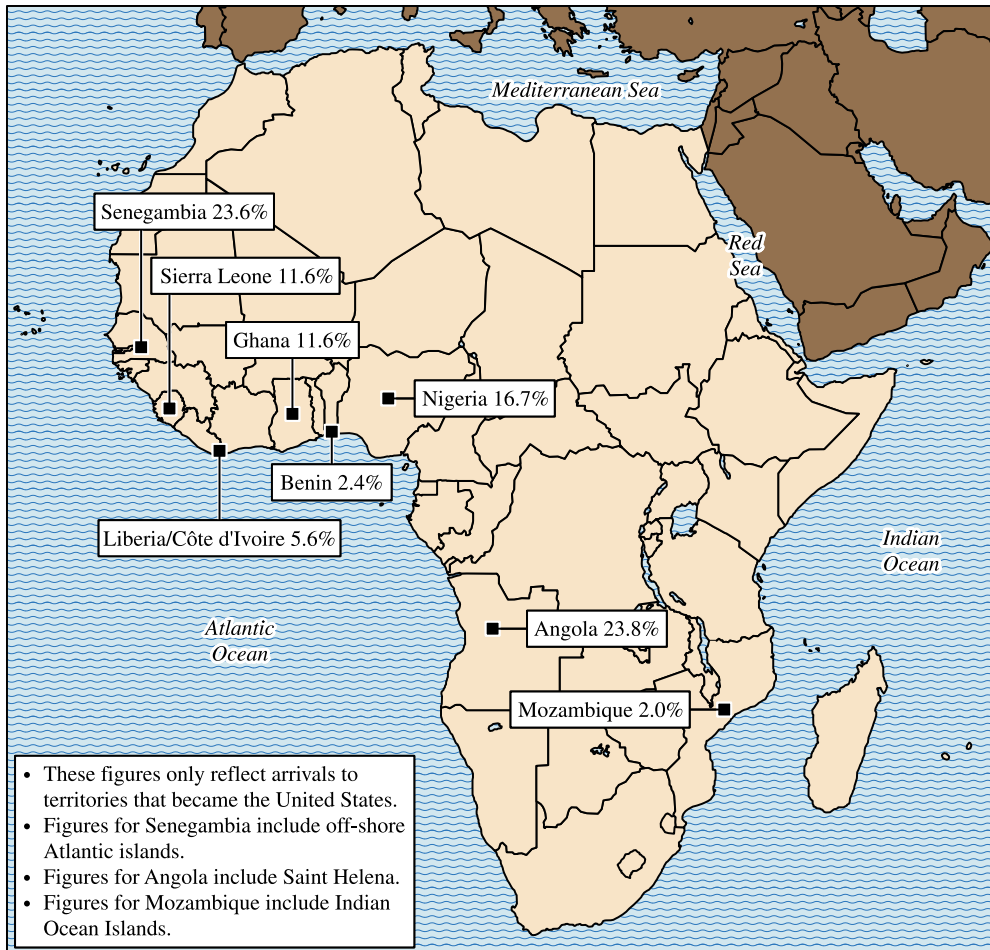 Mediterranean Sea
Senegambia 23.6%
Red
Sea
Sierra Leone 11.6%
Ghana 11.6%
Nigeria 16.7%
Benin 2.4%
Liberia/Côte d'Ivoire 5.6%
Indian
Ocean
Atlantic
Ocean
Angola 23.8%
Mozambique 2.0%
• These figures only reflect arrivals to
territories that became the United States.
• Figures for Senegambia include off-shore
Atlantic islands.
• Figures for Angola include Saint Helena.
• Figures for Mozambique include Indian
Ocean Islands.